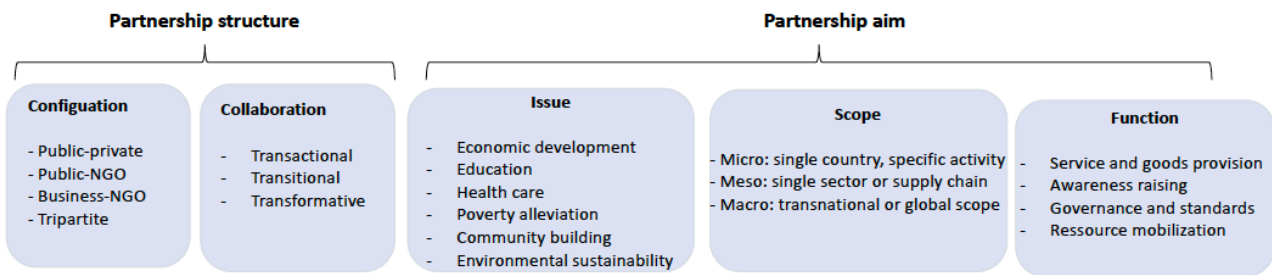 Partnership structure
Partnership aim
Configuation
- Public-private
- Public-NGO
- Business-NGO
- Tripartite
Collaboration
- Transactional
- Transitional
- Transformative
Issue
- Economic development
- Education
- Health care
- Poverty alleviation
- Community building
- Environmental sustainability
Scope
- Micro: single country, specific activity
- Meso: single sector or supply chain
- Macro: transnational or global scope
Function
- Service and goods provision
- Awareness raising
- Governance and standards
- Ressource mobilization